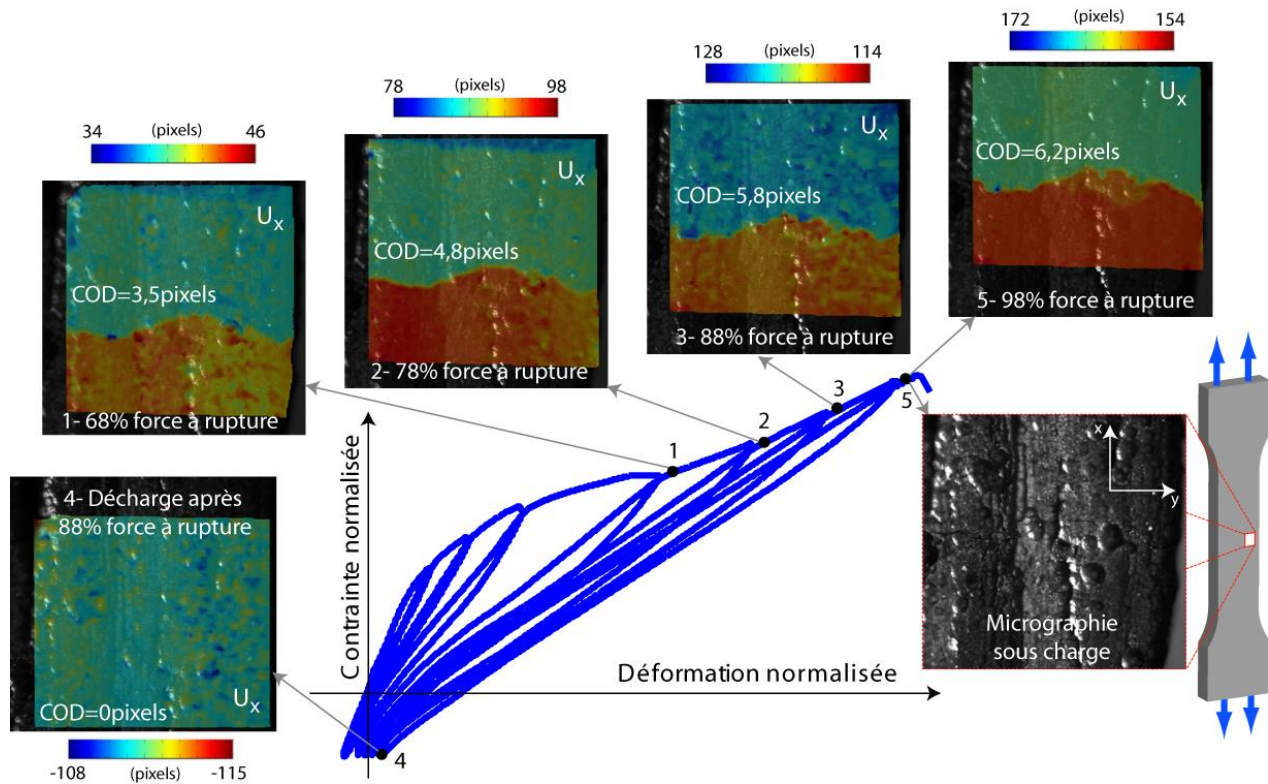 172
(pixels)
154
128
(pixels)
114
78
(pixels)
98
34
(pixels)
46
Ux
COD=3,5pixels
1- 68% force à rupture
Ux
COD=4,8pixels
2- 78% force à rupture
Ux
COD=5,8pixels
3- 88% force à rupture
Ux
COD=6,2pixels
5- 98% force à rupture
4- Décharge après
88% force à rupture
COD=0pixels
Ux
-108
(pixels)
-115
Contrainte normalisée
Déformation normalisée
1
2
3
5
4
x
y
Micrographie
sous charge